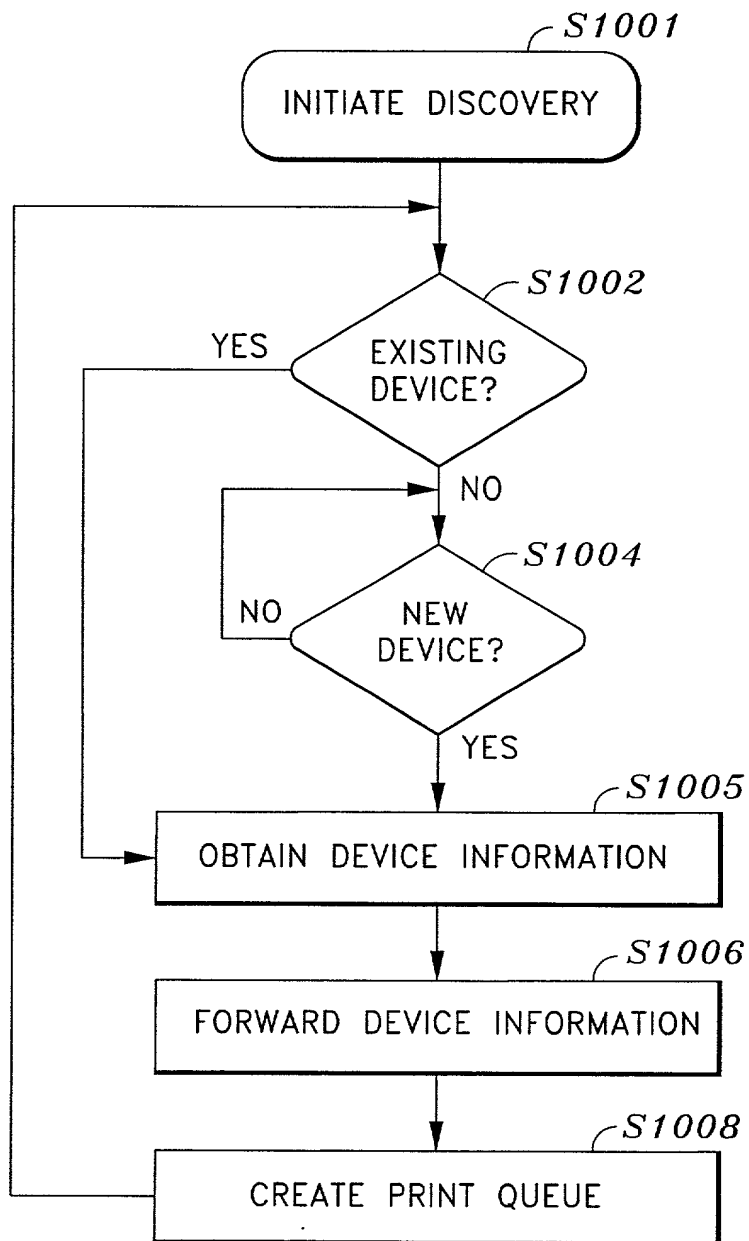 S1001
INITIATE DISCOVERY
S1002
YES
EXISTING
DEVICE?
NO
S1004
NO
NEW
DEVICE?
YES
S1005
OBTAIN DEVICE INFORMATION
S1006
FORWARD DEVICE INFORMATION
S1008
CREATE PRINT QUEUE